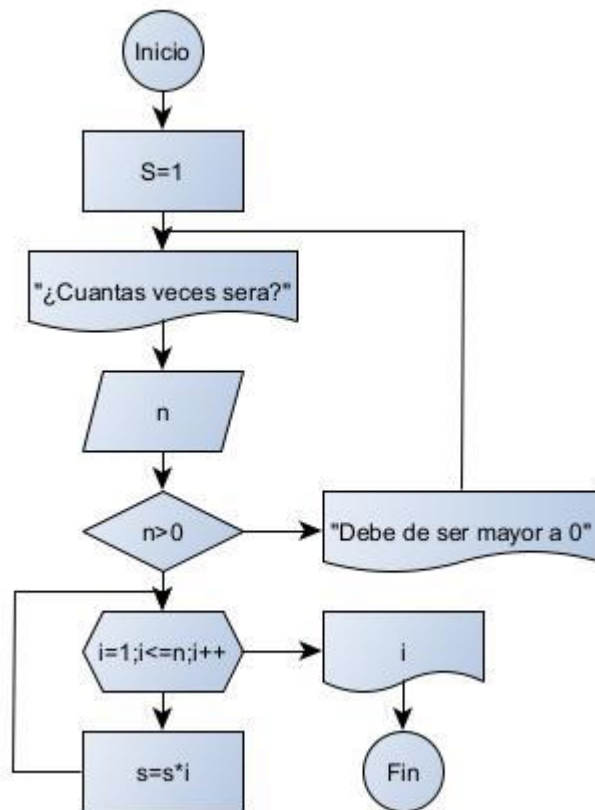 Inicio
S=1
"¿Cuantas veces sera?"
n
n>0
"Debe de ser mayor a 0"
i=1;i<=n;i++
i
s=s*i
Fin